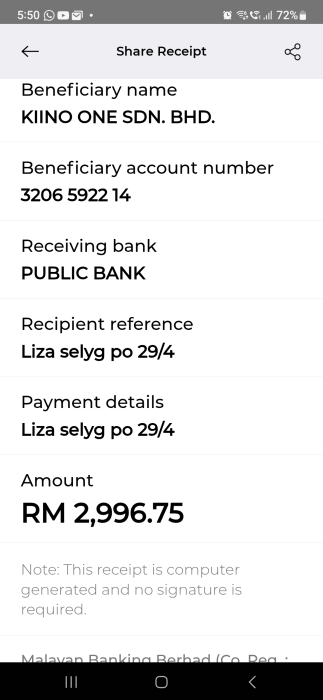 5:50
72%
Share Receipt
Beneficiary name
KIINO ONE SDN. BHD.
Beneficiary account number
3206 5922 14
Receiving bank
PUBLIC BANK
Recipient reference
Liza selyg po 29/4
Payment details
Liza selyg po 29/4
Amount
RM 2,996.75
Note: This receipt is computer
generated and no signature is
required.
Malayan Banking Berhad (Co. Reg. :